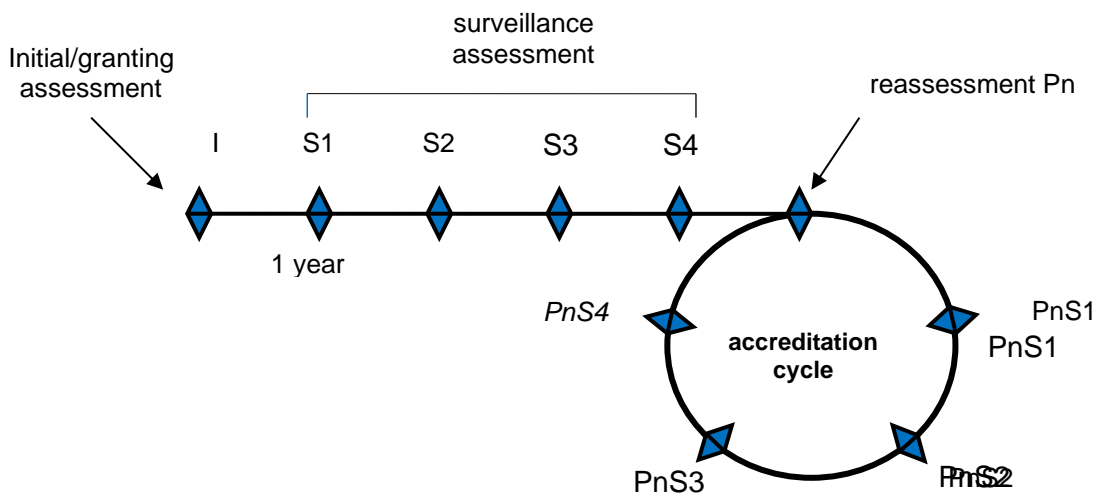 surveillance
assessment
Initial/granting
assessment
reassessment Pn
I S1 S2 S3 S4
1 year
PnS4
PnS1
accreditation
cycle
PnS1
PnS3
PnS2